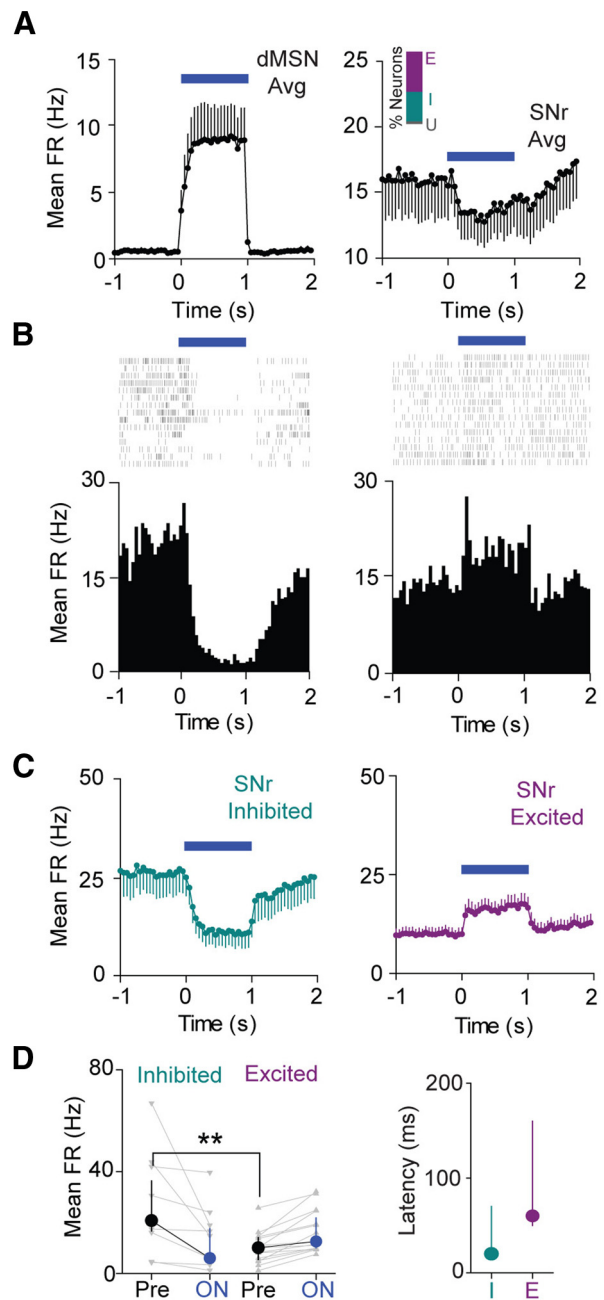 A
dMSN
Avg
Mean FR (Hz)
15
10
5
0
-1 0 1 2
Time (s)
% Neurons
E
I
U
SNr
Avg
25
20
15
10
-1 0 1 2
Time (s)
B
Mean FR (Hz)
30
15
0
-1 0 1 2
Time (s)
30
15
0
-1 0 1 2
Time (s)
C
SNr
Inhibited
Mean FR (Hz)
50
25
0
-1 0 1 2
Time (s)
SNr
Excited
50
25
0
-1 0 1 2
Time (s)
D
Inhibited Excited
**
Mean FR (Hz)
80
40
0
Pre ON Pre ON
Latency (ms)
200
100
0
I E